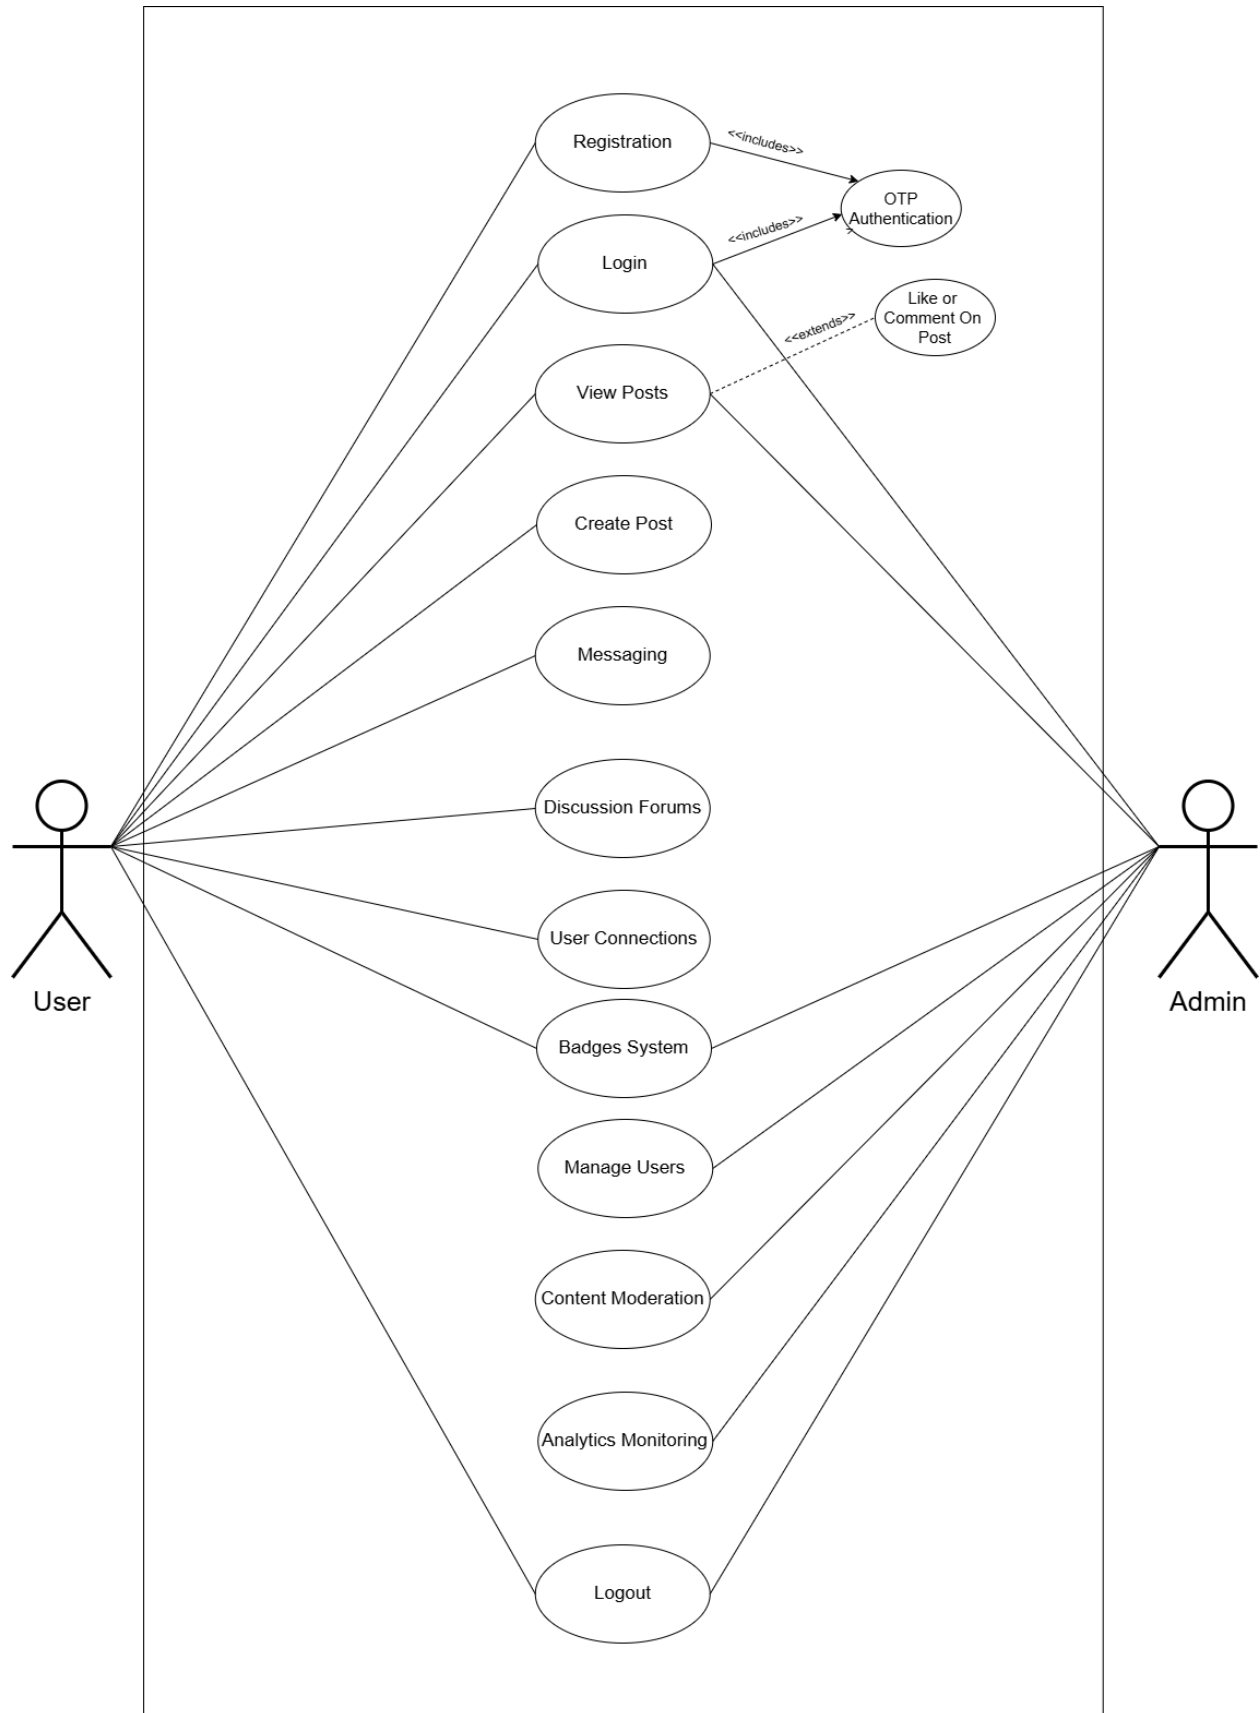 Registration
<<includes>>
OTP
Authentication
Login
<<includes>>
Like or
Comment On
Post
<<extends>>
View Posts
Create Post
Messaging
Discussion Forums
User Connections
User
Admin
Badges System
Manage Users
Content Moderation
Analytics Monitoring
Logout